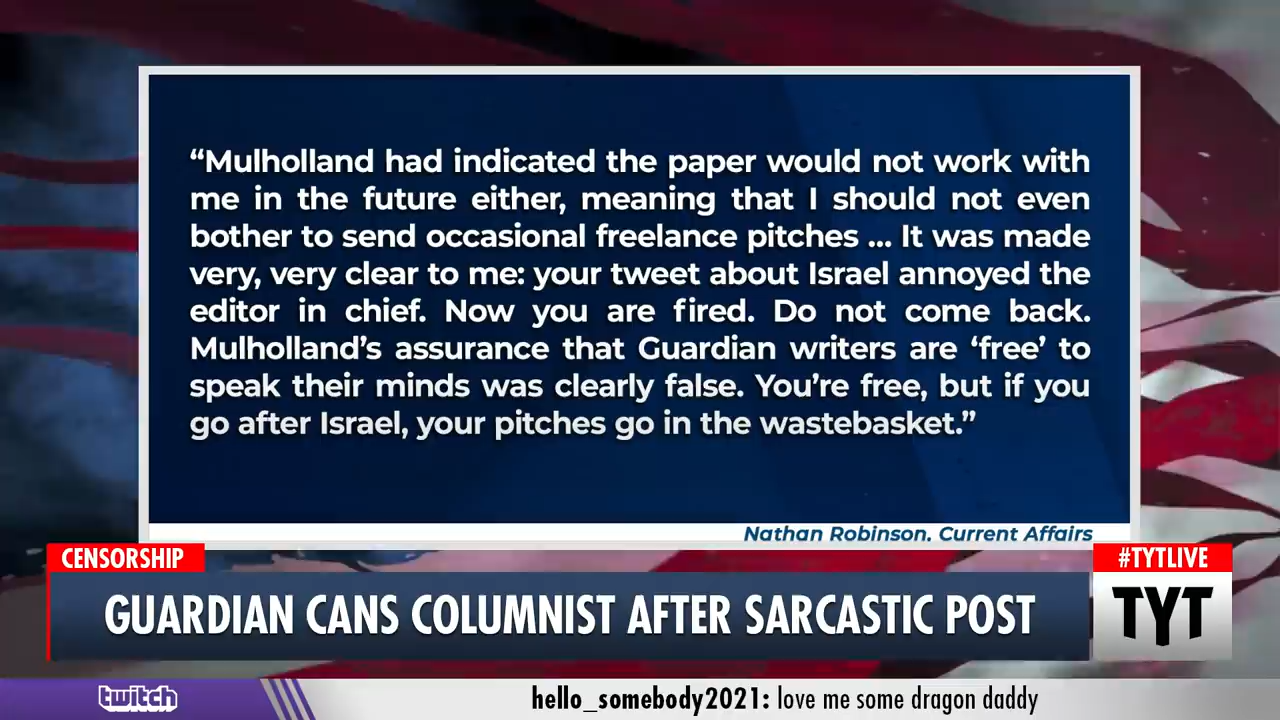 “Mulholland had indicated the paper would not work with
me in the future either, meaning that I should not even
bother to send occasional freelance pitches ... It was made
very, very clear to me: your tweet about Israel annoyed the
editor in chief. Now you are fired. Do not come back.
Mulholland’s assurance that Guardian writers are ‘free’ to
speak their minds was clearly false. You’re free, but if you
go after Israel, your pitches go in the wastebasket.”
Nathan Robinson, Current Affairs
CENSORSHIP
#TYTLIVE
GUARDIAN CANS COLUMNIST AFTER SARCASTIC POST
TYT
twitch
hello_somebody2021: love me some dragon daddy